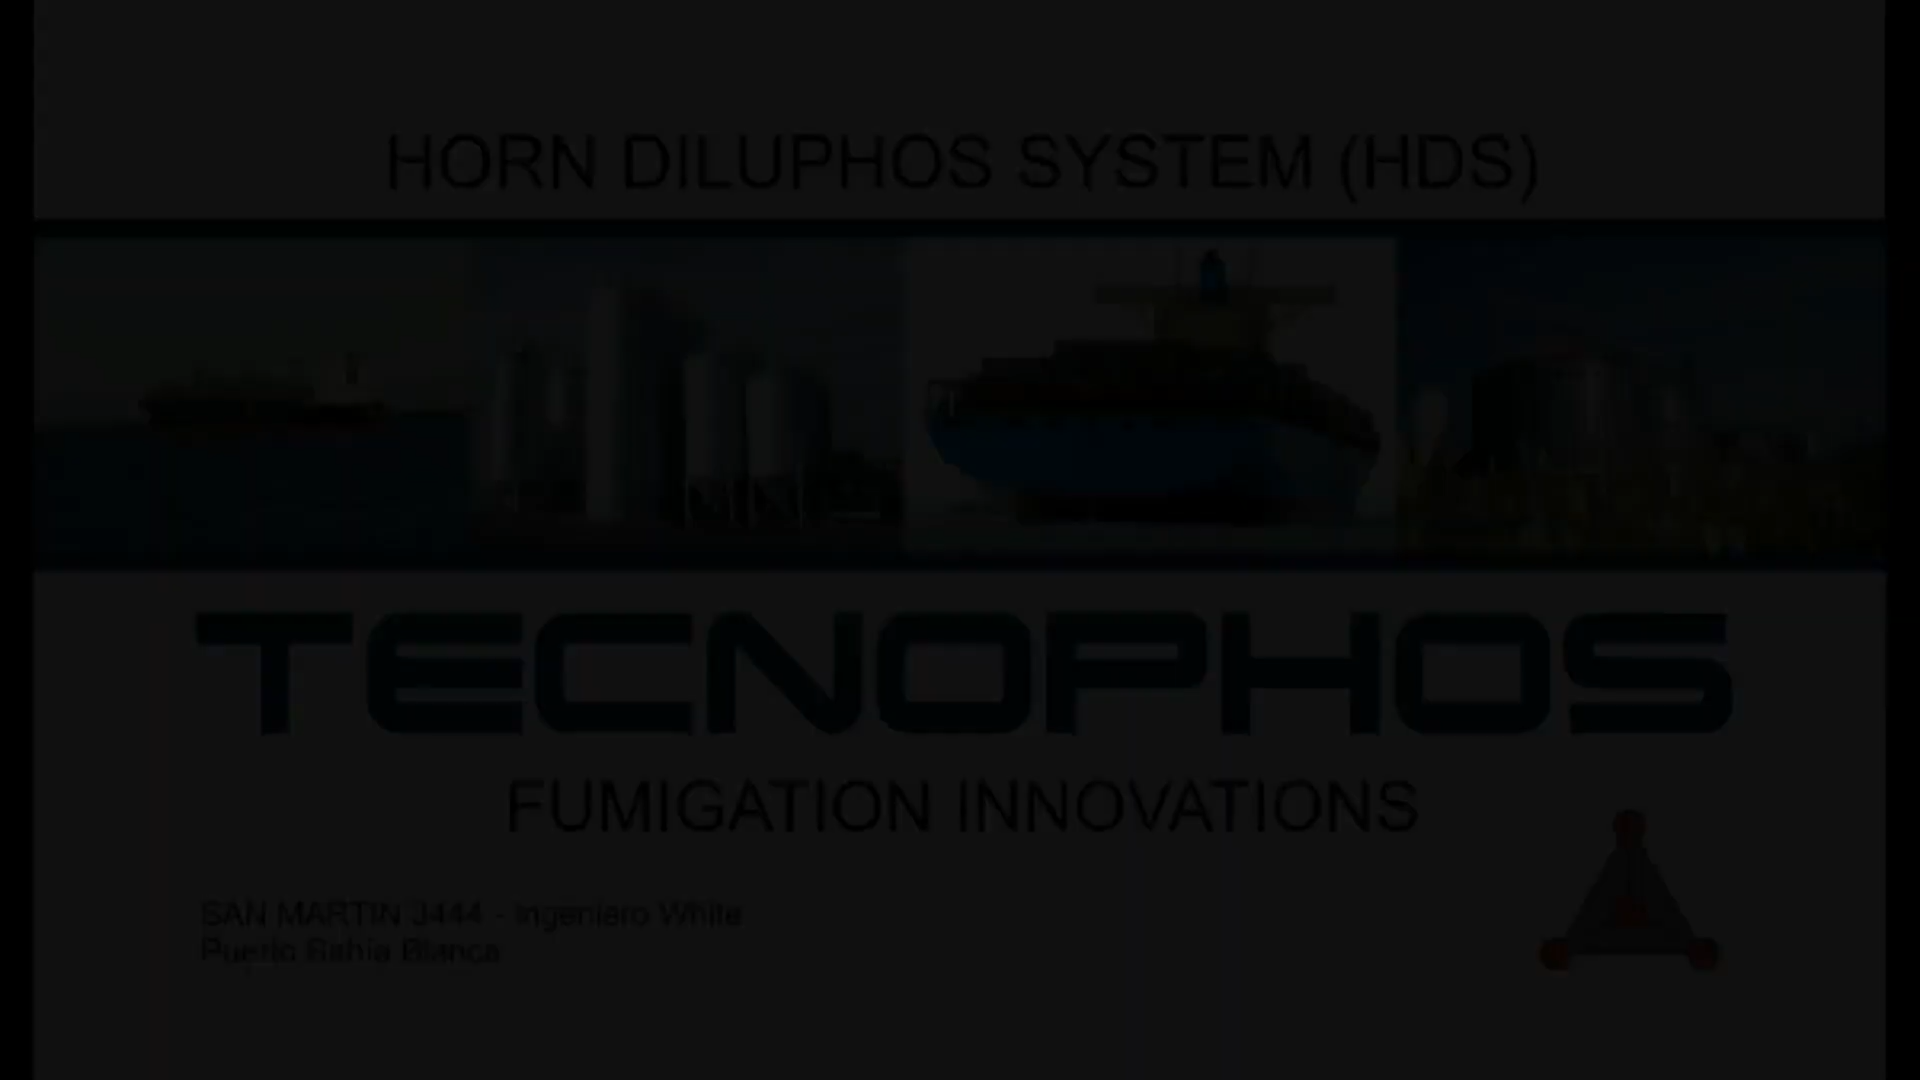 HORN DILUPHOS SYSTEM (HDS)
TECNOPHOS
FUMIGATION INNOVATIONS
SAN MARTIN 3444 - Ingeniero White
Puerto Bahia Blanca